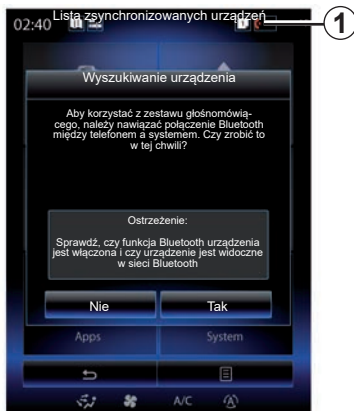 Lista zsynchronizowanych urządzeń
02:40
1
Wyszukiwanie urządzenia
Aby korzystać z zestawu głośnomówią-
cego, należy nawiązać połączenie Bluetooth
między telefonem a systemem. Czy zrobić to
w tej chwili?
Ostrzeżenie:
Sprawdź, czy funkcja Bluetooth urządzenia
jest włączona i czy urządzenie jest widoczne
w sieci Bluetooth
Nie Tak
Apps System
A/C